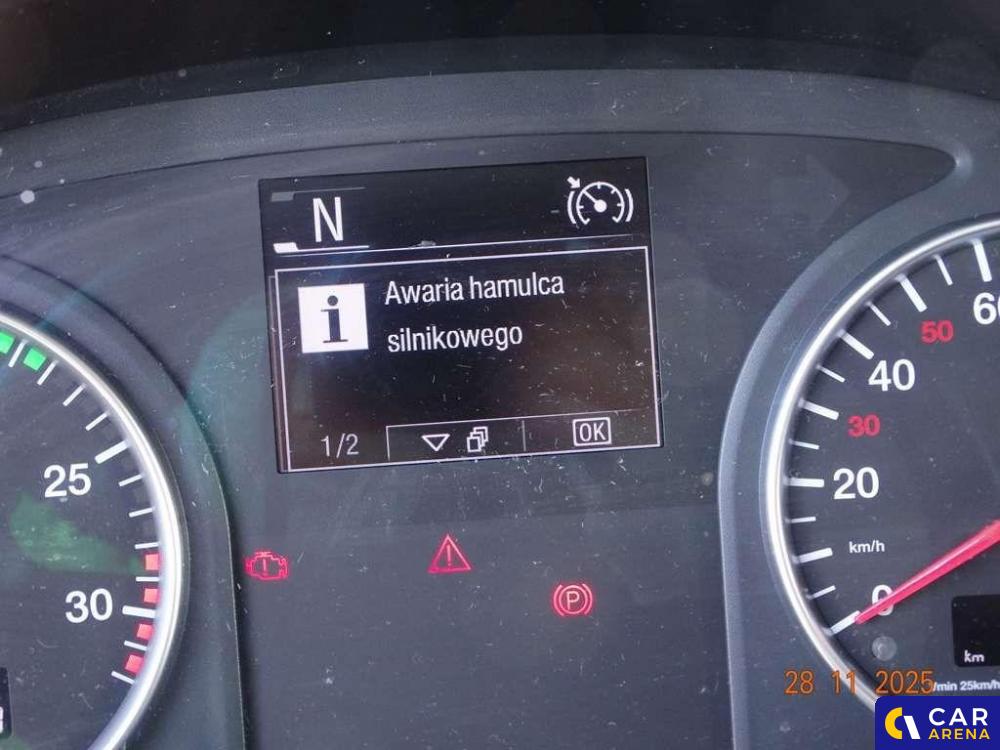 N
Awaria hamulca
silnikowego
1/2
OK
25
30
60
50
40
30
20
km/h
0
P
km
/min 25km/h
28 11 2025
CAR
ARENA